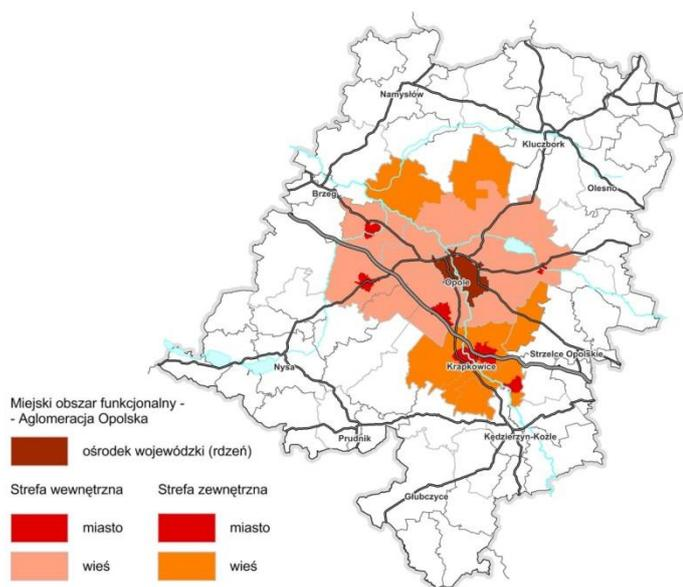 Namysłów
Kluczbork
Olesno
Brzeg
Opole
Strzelce Opolskie
Krapkowice
Nysa
Prudnik
Kędzierzyn-Koźle
Głubczyce
Miejski obszar funkcjonalny -
- Aglomeracja Opolska
ośrodek wojewódzki (rdzeń)
Strefa wewnętrzna
Strefa zewnętrzna
miasto
miasto
wieś
wieś